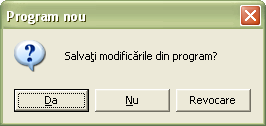 Program nou
Salvaţi modificările din program?
Da
Nu
Revocare